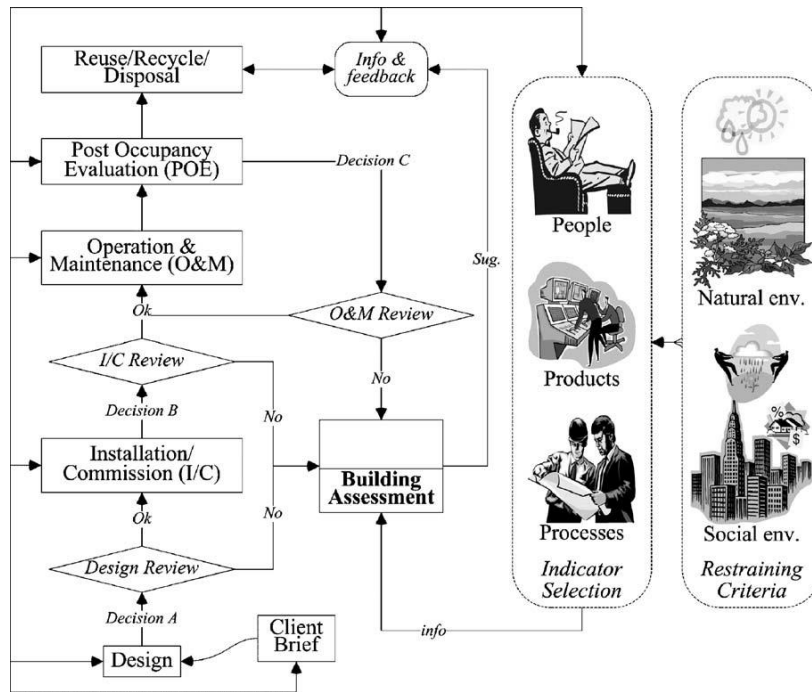 Reuse/Recycle/
Disposal
Info &
feedback
Post Occupancy
Evaluation (POE)
Decision C
People
Operation &
Maintenance (O&M)
Sug.
Natural env.
Ok
O&M Review
I/C Review
No
Products
Decision B
No
Installation/
Commission (I/C)
Building
Assessment
%
$
Ok
No
Processes
Social env.
Design Review
Indicator
Selection
Restraining
Criteria
Decision A
info
Client
Brief
Design